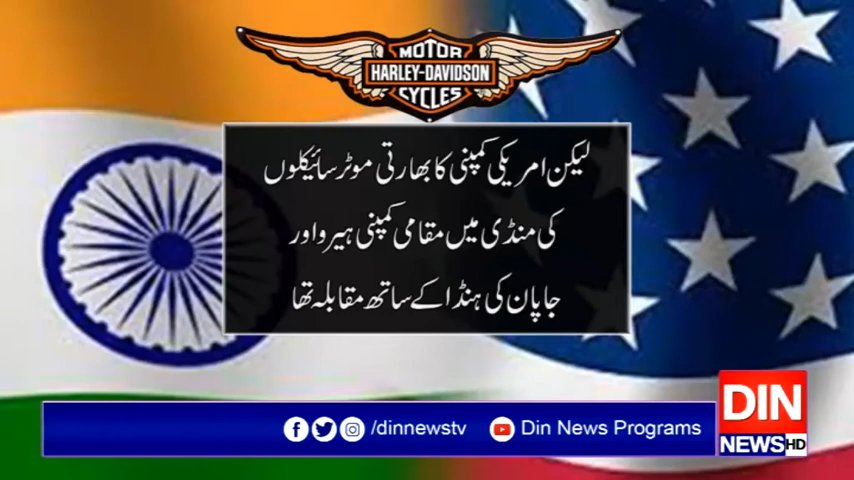 MOTOR
HARLEY-DAVIDSON
CYCLES
لیکن امریکی کمپنی کا بھارتی موٹر سائیکلوں
کی منڈی میں مقامی کمپنی ہیرو اور
جاپان کی ہنڈا کے ساتھ مقابلہ تھا
/dinnewstv Din News Programs
DIN
NEWS HD